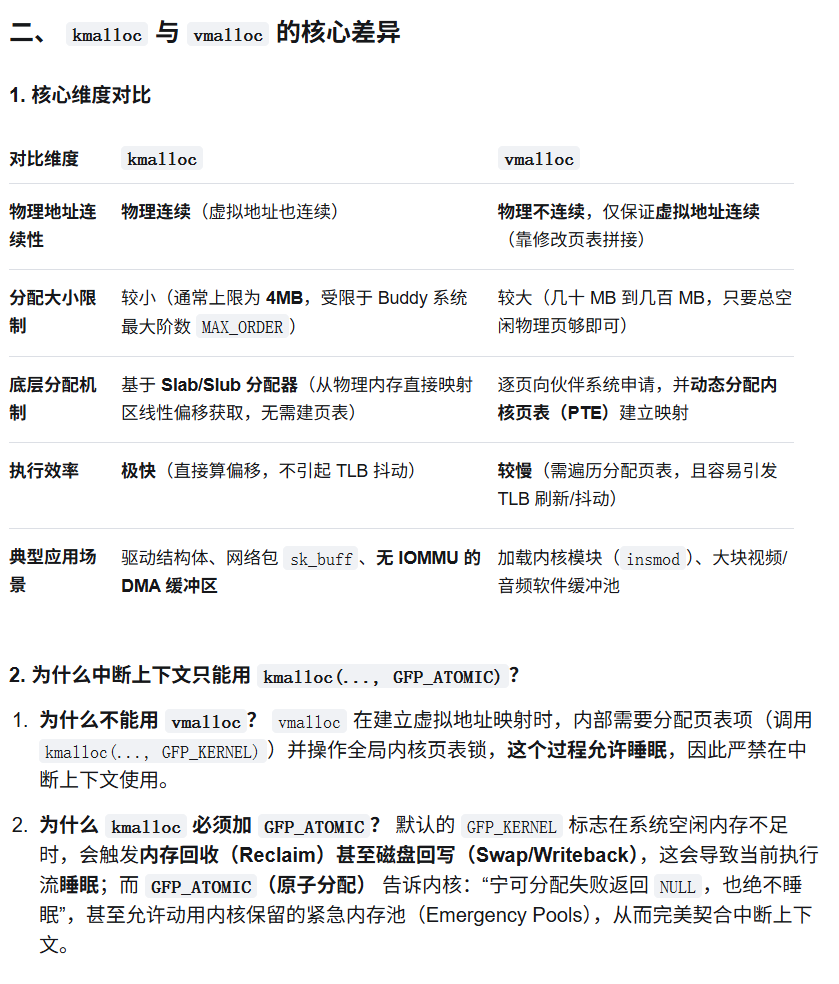 二、 kmalloc 与 vmalloc 的核心差异
1. 核心维度对比
对比维度 kmalloc vmalloc
物理地址连 物理连续（虚拟地址也连续） 物理不连续，仅保证虚拟地址连续
续性 （靠修改页表拼接）
分配大小限 较小（通常上限为 4MB，受限于 Buddy 系统 较大（几十 MB 到几百 MB，只要总空
制 最大阶数 MAX_ORDER ） 闲物理页够即可）
底层分配机 基于 Slab/Slub 分配器（从物理内存直接映射 逐页向伙伴系统申请，并动态分配内
制 区线性偏移获取，无需建页表） 核页表（PTE）建立映射
执行效率 极快（直接算偏移，不引起 TLB 抖动） 较慢（需遍历分配页表，且容易引发
TLB 刷新/抖动）
典型应用场 驱动结构体、网络包 sk_buff 、无 IOMMU 的 加载内核模块（ insmod ）、大块视频/
景 DMA 缓冲区 音频软件缓冲池
2. 为什么中断上下文只能用 kmalloc(..., GFP_ATOMIC) ？
1. 为什么不能用 vmalloc ？ vmalloc 在建立虚拟地址映射时，内部需要分配页表项（调用
kmalloc(..., GFP_KERNEL) ）并操作全局内核页表锁，这个过程允许睡眠，因此严禁在中
断上下文使用。
2. 为什么 kmalloc 必须加 GFP_ATOMIC ？ 默认的 GFP_KERNEL 标志在系统空闲内存不足
时，会触发内存回收（Reclaim）甚至磁盘回写（Swap/Writeback），这会导致当前执行
流睡眠；而 GFP_ATOMIC （原子分配） 告诉内核：“宁可分配失败返回 NULL ，也绝不睡
眠”，甚至允许动用内核保留的紧急内存池（Emergency Pools），从而完美契合中断上下
文。